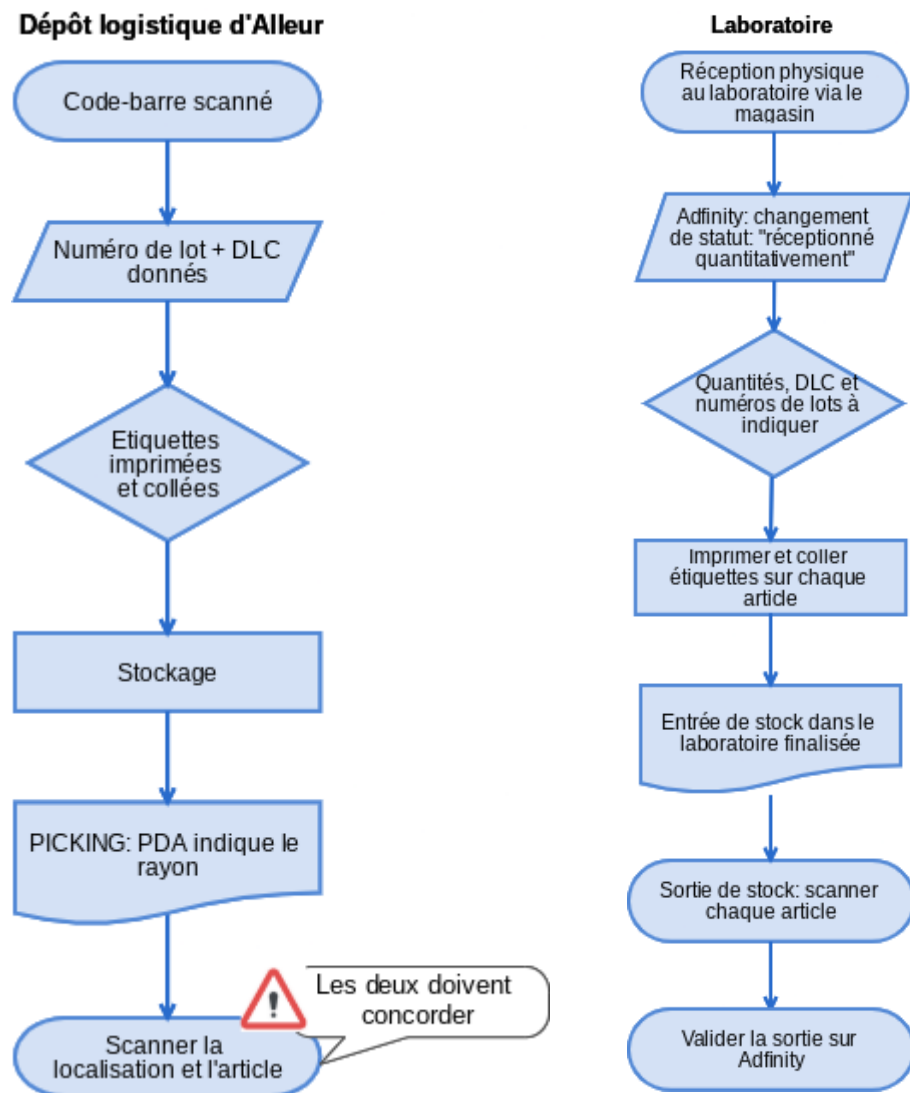 Dépôt logistique d'Alleur
Code-barre scanné
Numéro de lot + DLC
donnés
Etiquettes
imprimées
et collées
Stockage
PICKING: PDA indique le
rayon
Les deux doivent
concorder
Scanner la
localisation et l'article
Laboratoire
Réception physique
au laboratoire via le
magasin
Adfinity: changement
de statut: "réceptionné
quantitativement"
Quantités, DLC et
numéros de lots à
indiquer
Imprimer et coller
étiquettes sur chaque
article
Entrée de stock dans le
laboratoire finalisée
Sortie de stock: scanner
chaque article
Valider la sortie sur
Adfinity